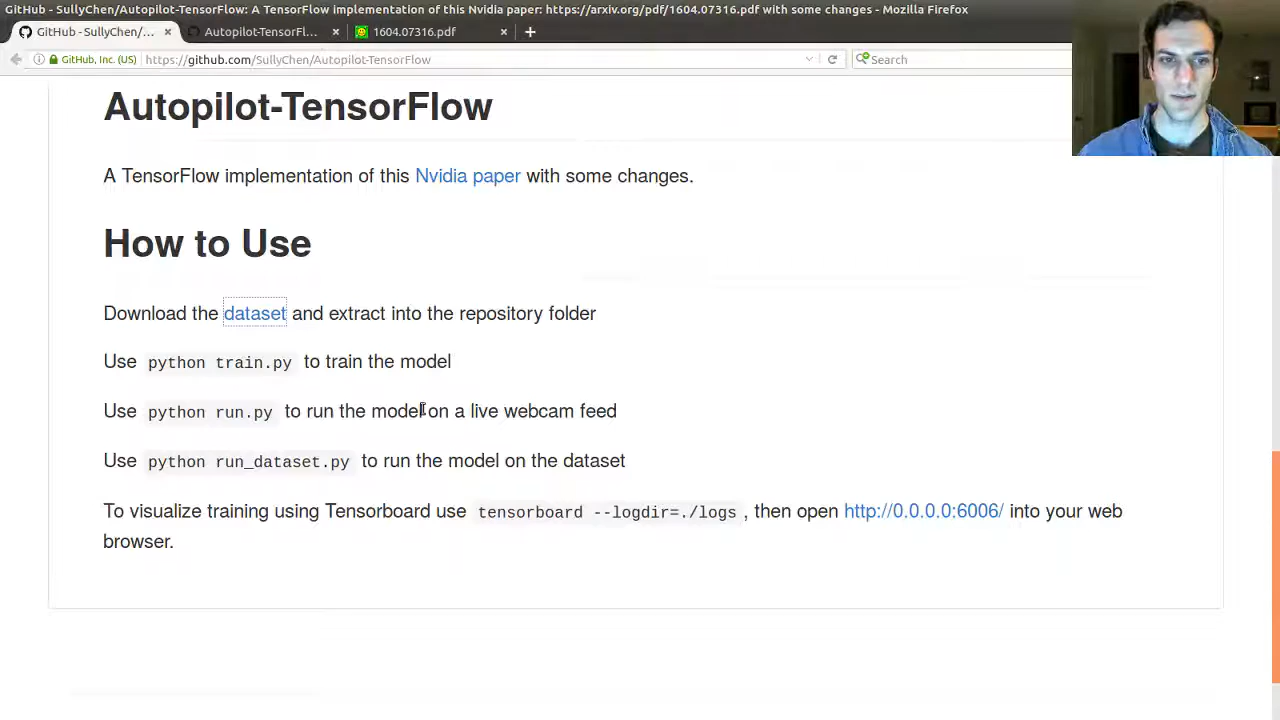 GitHub - SullyChen/Autopilot-TensorFlow: A TensorFlow implementation of this Nvidia paper: https://arxiv.org/pdf/1604.07316.pdf with some changes - Mozilla Firefox
GitHub - SullyChen/... × Autopilot-TensorFl... × 1604.07316.pdf × +
GitHub, Inc. (US) https://github.com/SullyChen/Autopilot-TensorFlow Search
Autopilot-TensorFlow
A TensorFlow implementation of this Nvidia paper with some changes.
How to Use
Download the dataset and extract into the repository folder
Use python train.py to train the model
Use python run.py to run the model on a live webcam feed
Use python run_dataset.py to run the model on the dataset
To visualize training using Tensorboard use tensorboard --logdir=./logs , then open http://0.0.0.0:6006/ into your web
browser.